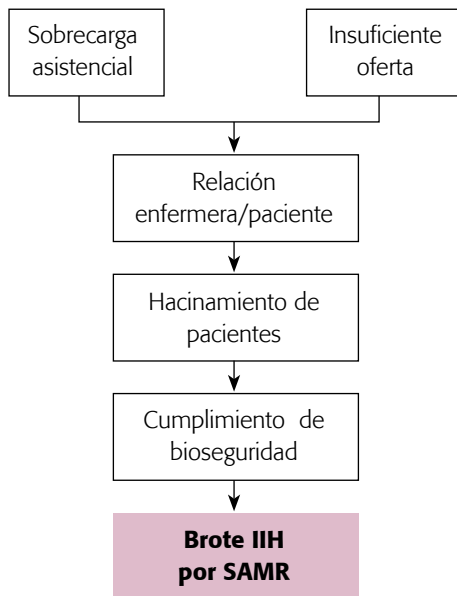 Sobrecarga
asistencial
Insuficiente
oferta
Relación
enfermera/paciente
Hacinamiento de
pacientes
Cumplimiento de
bioseguridad
Brote IIH
por SAMR